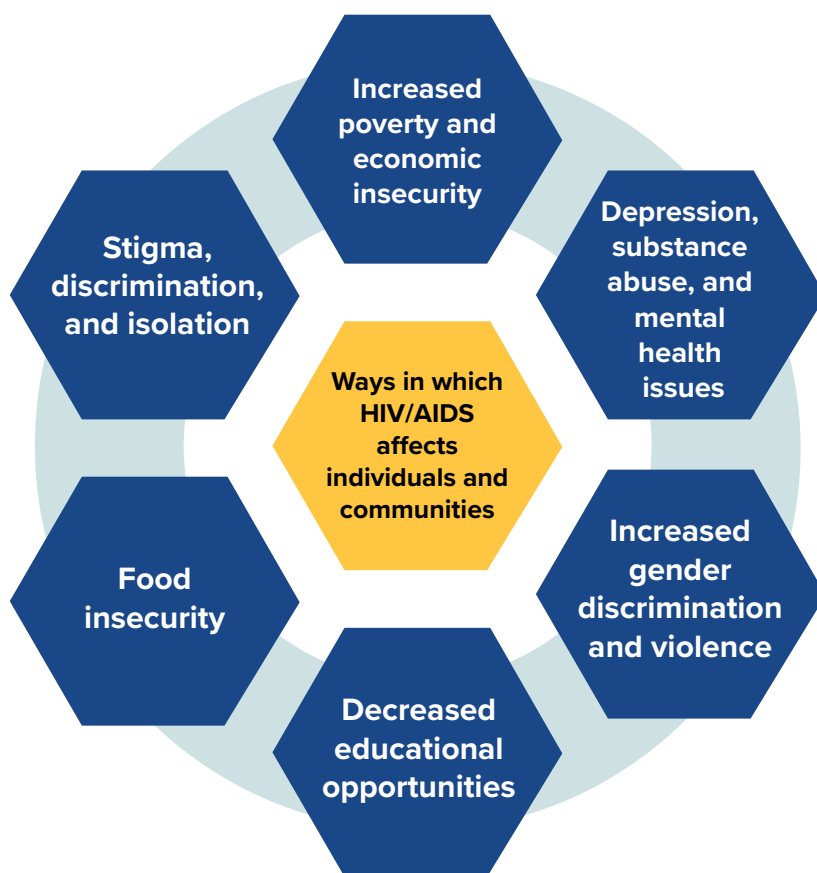 Increased
poverty and
economic
insecurity
Depression,
substance
abuse, and
mental
health
issues
Stigma,
discrimination,
and isolation
Ways in which
HIV/AIDS
affects
individuals and
communities
Increased
gender
discrimination
and violence
Food
insecurity
Decreased
educational
opportunities